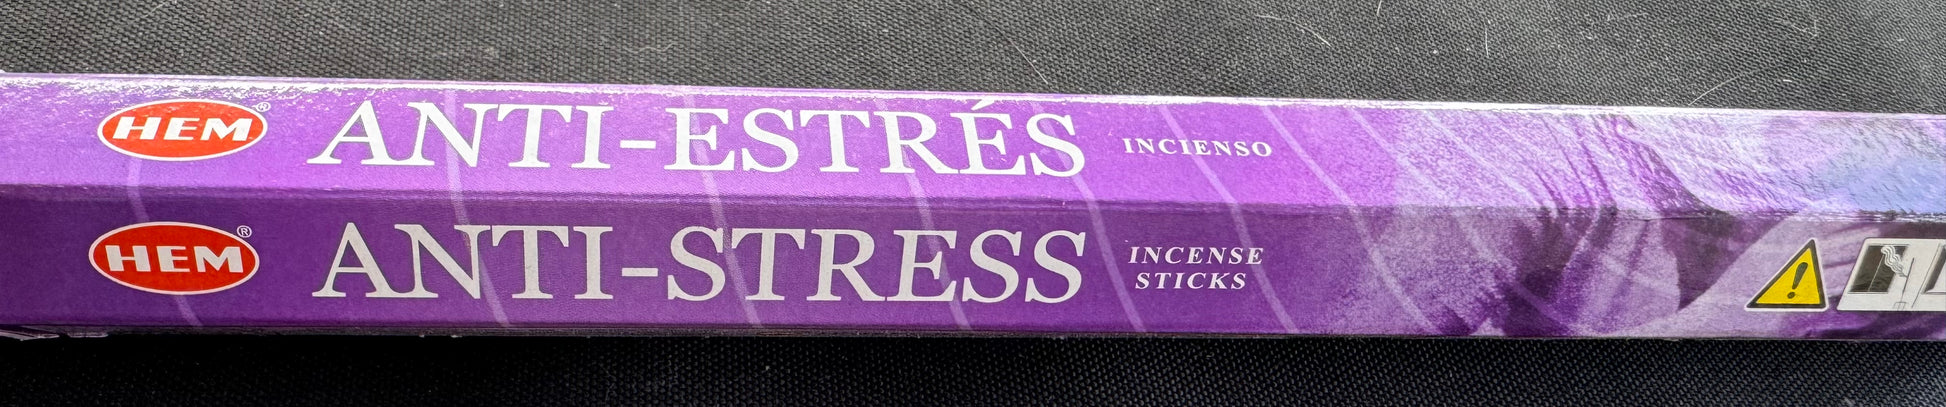 HEM® ANTI-ESTRÉS INCIENSO
HEM® ANTI-STRESS INCENSE
STICKS